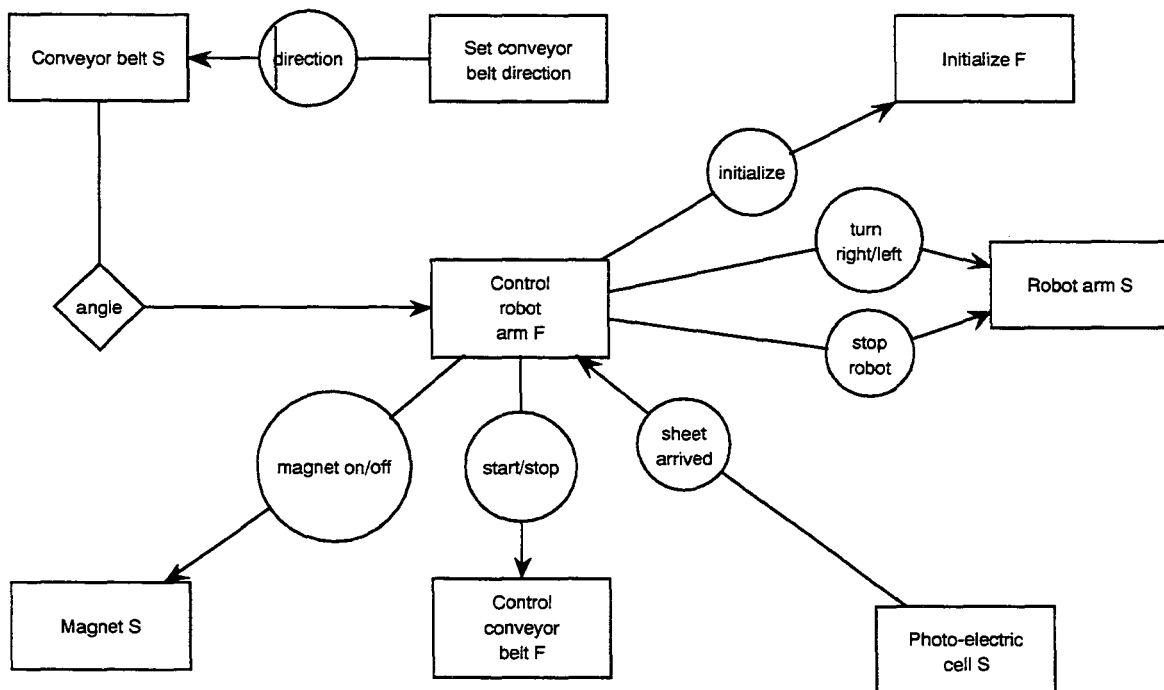 Conveyor belt S
direction
Set conveyor
belt direction
Initialize F
initialize
turn
right/left
Robot arm S
angle
Control
robot
arm F
stop
robot
magnet on/off
start/stop
sheet
arrived
Magnet S
Control
conveyor
belt F
Photo-electric
cell S